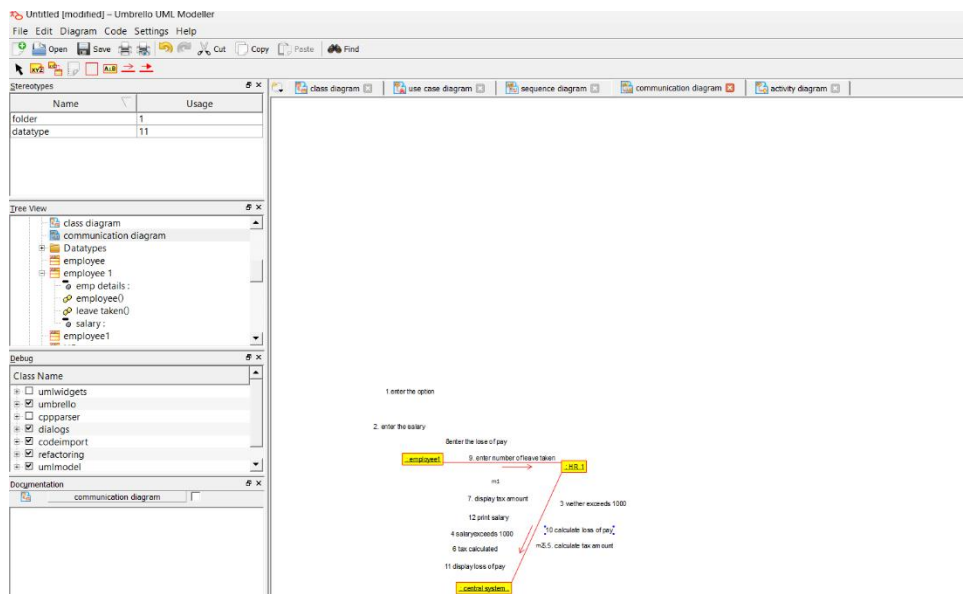 Untitled [modified] – Umbrello UML Modeller
File Edit Diagram Code Settings Help
Open Save Cut Copy Paste Find
xyz A:B
Stereotypes
Name Usage
folder 1
datatype 11
class diagram use case diagram sequence diagram communication diagram activity diagram
Tree View
class diagram
communication diagram
Datatypes
employee
employee 1
emp details :
employee()
leave taken()
salary :
employee1
Debug
Class Name
umlwidgets
umbrello
cppparser
dialogs
codeimport
refactoring
umlmodel
Documentation
communication diagram
1.enter the option
2. enter the salary
8enter the lose of pay
9. enter number of leave taken
: employee1
: HR 1
m1
7. display tax amount
3 wether exceeds 1000
12 print salary
4 salaryexceeds 1000
10 calculate loss of pay
6 tax calculated
5. calculate tax amount
11 display loss of pay
central system